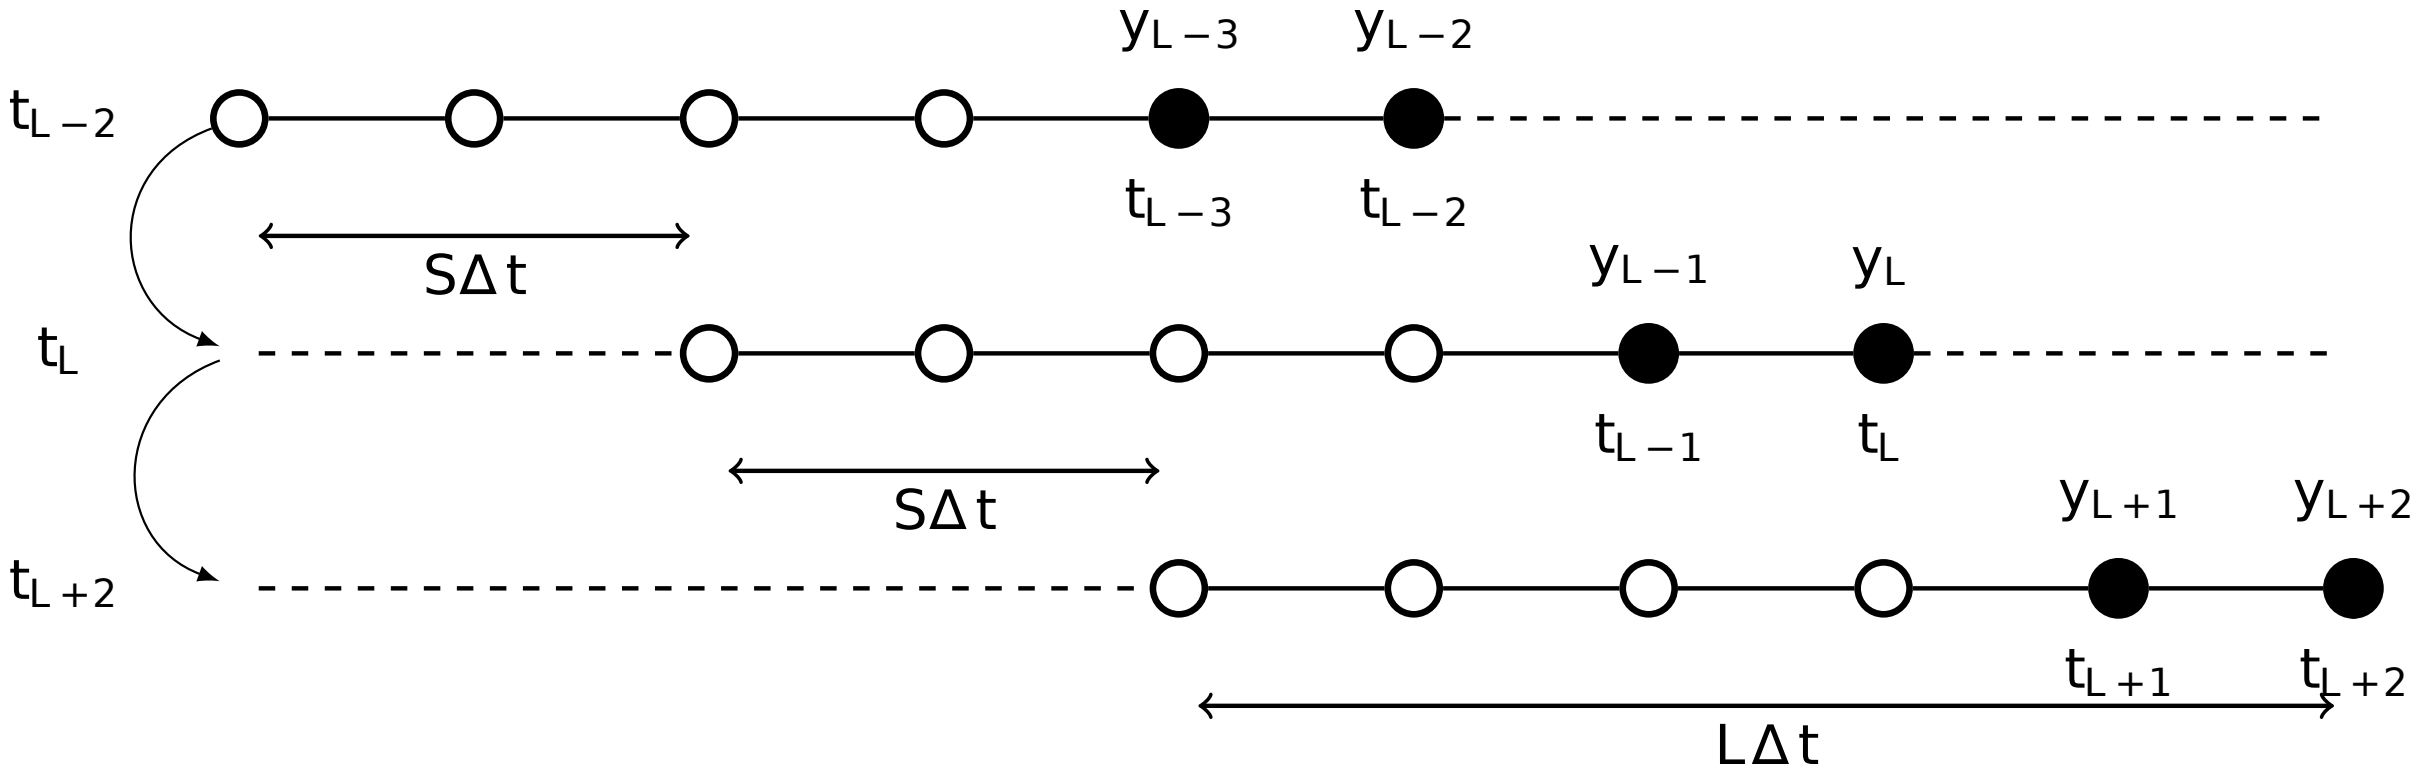 y_{L-3} y_{L-2}
t_{L-2}
t_{L-3} t_{L-2}
SΔt
y_{L-1} y_L
t_L
t_{L-1} t_L
SΔt
y_{L+1} y_{L+2}
t_{L+2}
t_{L+1} t_{L+2}
LΔt